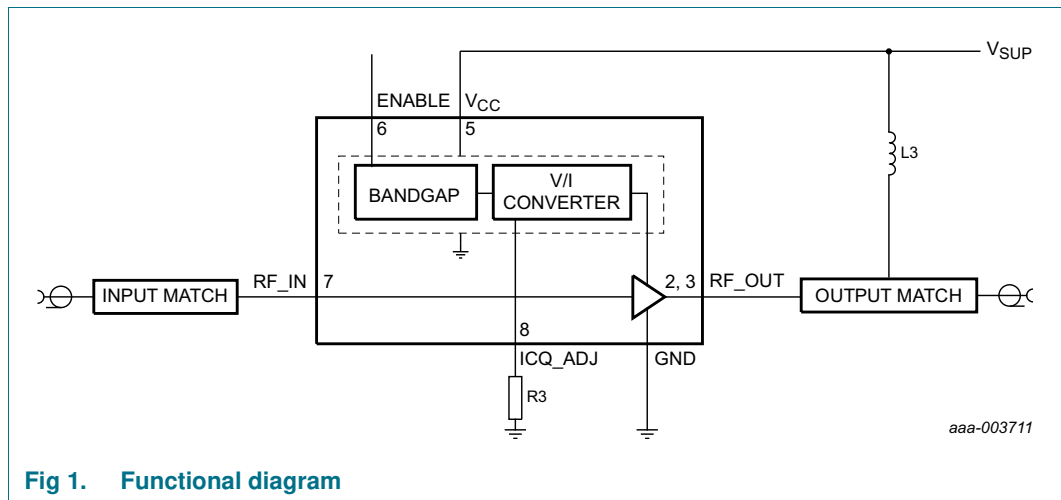 VSUP
ENABLE VCC
6 5
L3
BANDGAP
V/I
CONVERTER
INPUT MATCH
RF_IN 7
2, 3 RF_OUT
OUTPUT MATCH
8
ICQ_ADJ
GND
R3
aaa-003711
Fig 1. Functional diagram